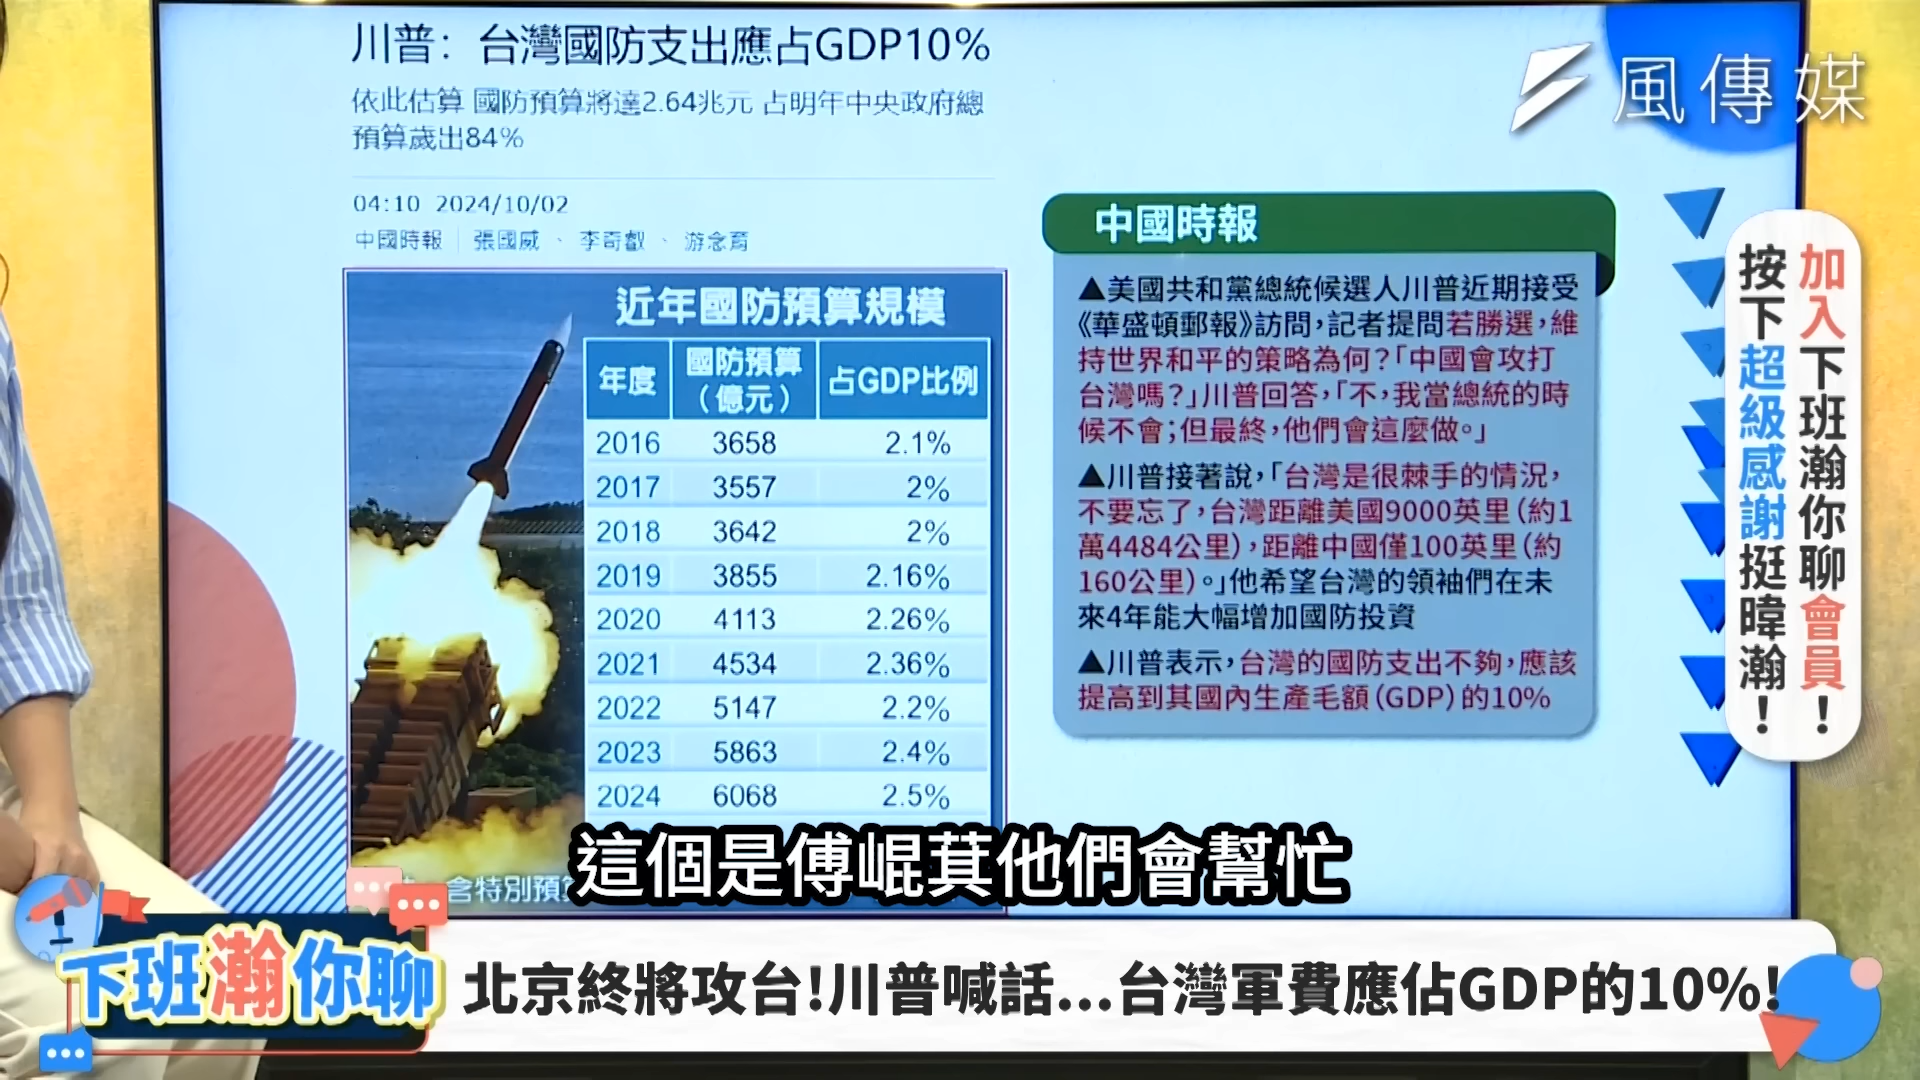 川普：台灣國防支出應占GDP10%
依此估算 國防預算將達2.64兆元 占明年中央政府總
預算歲出84%
04:10 2024/10/02
中國時報 | 張國威、李奇叡、游念育
近年國防預算規模
年度 國防預算（億元） 占GDP比例
2016 3658 2.1%
2017 3557 2%
2018 3642 2%
2019 3855 2.16%
2020 4113 2.26%
2021 4534 2.36%
2022 5147 2.2%
2023 5863 2.4%
2024 6068 2.5%
含特別預
風傳媒
中國時報
▲美國共和黨總統候選人川普近期接受
《華盛頓郵報》訪問，記者提問若勝選，維
持世界和平的策略為何？「中國會攻打
台灣嗎？」川普回答，「不，我當總統的時
候不會；但最終，他們會這麼做。」
▲川普接著說，「台灣是很棘手的情況，
不要忘了，台灣距離美國9000英里（約1
萬4484公里），距離中國僅100英里（約
160公里）。」他希望台灣的領袖們在未
來4年能大幅增加國防投資
▲川普表示，台灣的國防支出不夠，應該
提高到其國內生產毛額（GDP）的10%
加入下班瀚你聊會員！
按下超級感謝挺暐瀚！
這個是傅崐萁他們會幫忙
下班瀚你聊
北京終將攻台!川普喊話...台灣軍費應佔GDP的10%!